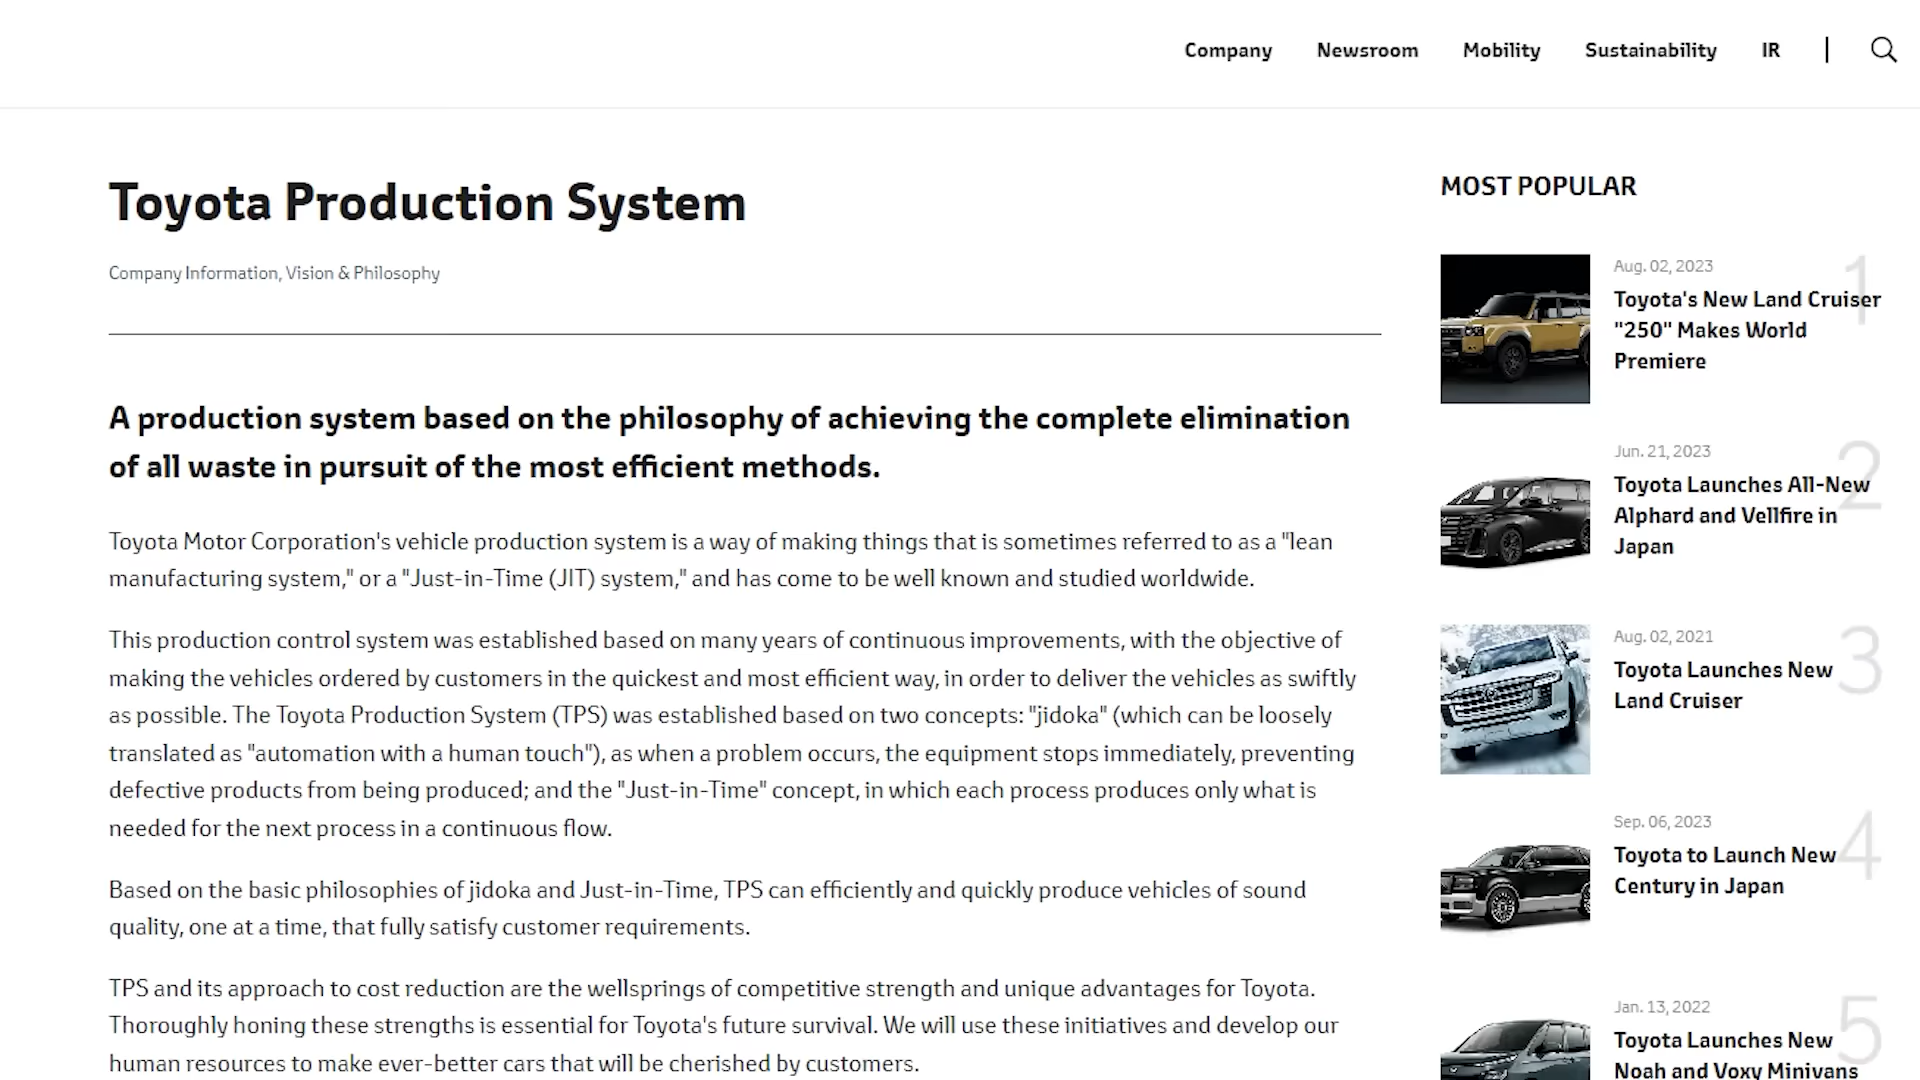 Company Newsroom Mobility Sustainability IR
Toyota Production System
Company Information, Vision & Philosophy
A production system based on the philosophy of achieving the complete elimination
of all waste in pursuit of the most efficient methods.
Toyota Motor Corporation's vehicle production system is a way of making things that is sometimes referred to as a "lean
manufacturing system," or a "Just-in-Time (JIT) system," and has come to be well known and studied worldwide.
This production control system was established based on many years of continuous improvements, with the objective of
making the vehicles ordered by customers in the quickest and most efficient way, in order to deliver the vehicles as swiftly
as possible. The Toyota Production System (TPS) was established based on two concepts: "jidoka" (which can be loosely
translated as "automation with a human touch"), as when a problem occurs, the equipment stops immediately, preventing
defective products from being produced; and the "Just-in-Time" concept, in which each process produces only what is
needed for the next process in a continuous flow.
Based on the basic philosophies of jidoka and Just-in-Time, TPS can efficiently and quickly produce vehicles of sound
quality, one at a time, that fully satisfy customer requirements.
TPS and its approach to cost reduction are the wellsprings of competitive strength and unique advantages for Toyota.
Thoroughly honing these strengths is essential for Toyota's future survival. We will use these initiatives and develop our
human resources to make ever-better cars that will be cherished by customers.
MOST POPULAR
1
Aug. 02, 2023
Toyota's New Land Cruiser
"250" Makes World
Premiere
2
Jun. 21, 2023
Toyota Launches All-New
Alphard and Vellfire in
Japan
3
Aug. 02, 2021
Toyota Launches New
Land Cruiser
4
Sep. 06, 2023
Toyota to Launch New
Century in Japan
5
Jan. 13, 2022
Toyota Launches New
Noah and Voxy Minivans